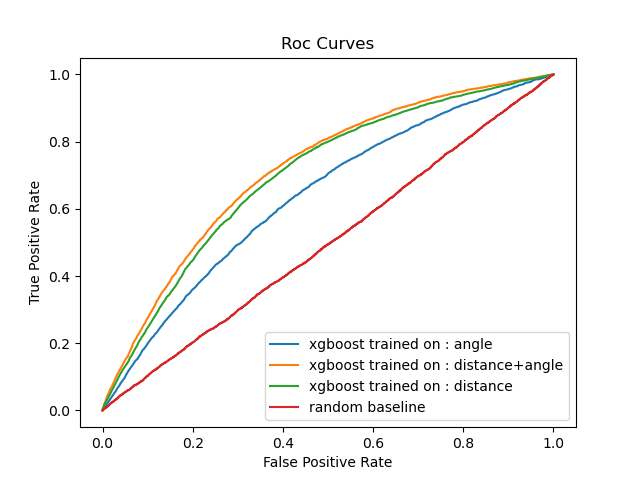 Roc Curves
True Positive Rate
1.0
0.8
0.6
0.4
0.2
0.0
xgboost trained on : angle
xgboost trained on : distance+angle
xgboost trained on : distance
random baseline
0.0 0.2 0.4 0.6 0.8 1.0
False Positive Rate